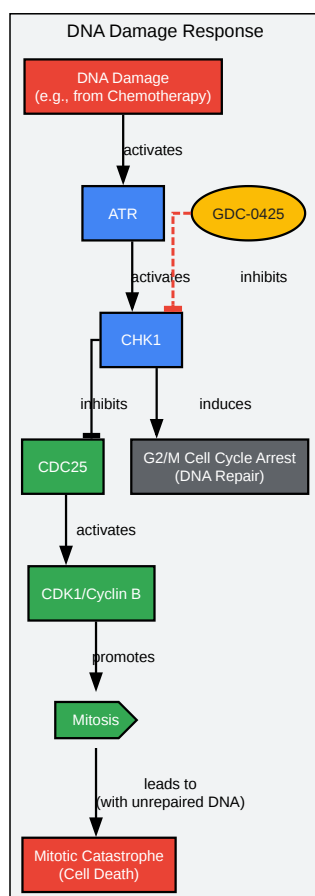 DNA Damage Response
DNA Damage
(e.g., from Chemotherapy)
activates
ATR
GDC-0425
activates
inhibits
CHK1
inhibits
induces
CDC25
G2/M Cell Cycle Arrest
(DNA Repair)
activates
CDK1/Cyclin B
promotes
Mitosis
leads to
(with unrepaired DNA)
Mitotic Catastrophe
(Cell Death)